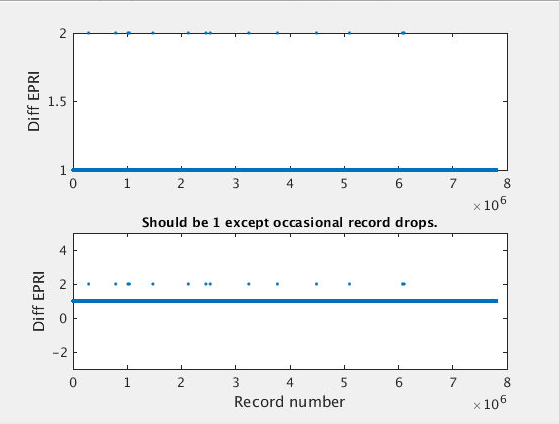 2
1.5
1
Diff EPRI
0 1 2 3 4 5 6 7 8
×10^6
Should be 1 except occasional record drops.
4
2
0
-2
Diff EPRI
0 1 2 3 4 5 6 7 8
Record number
×10^6